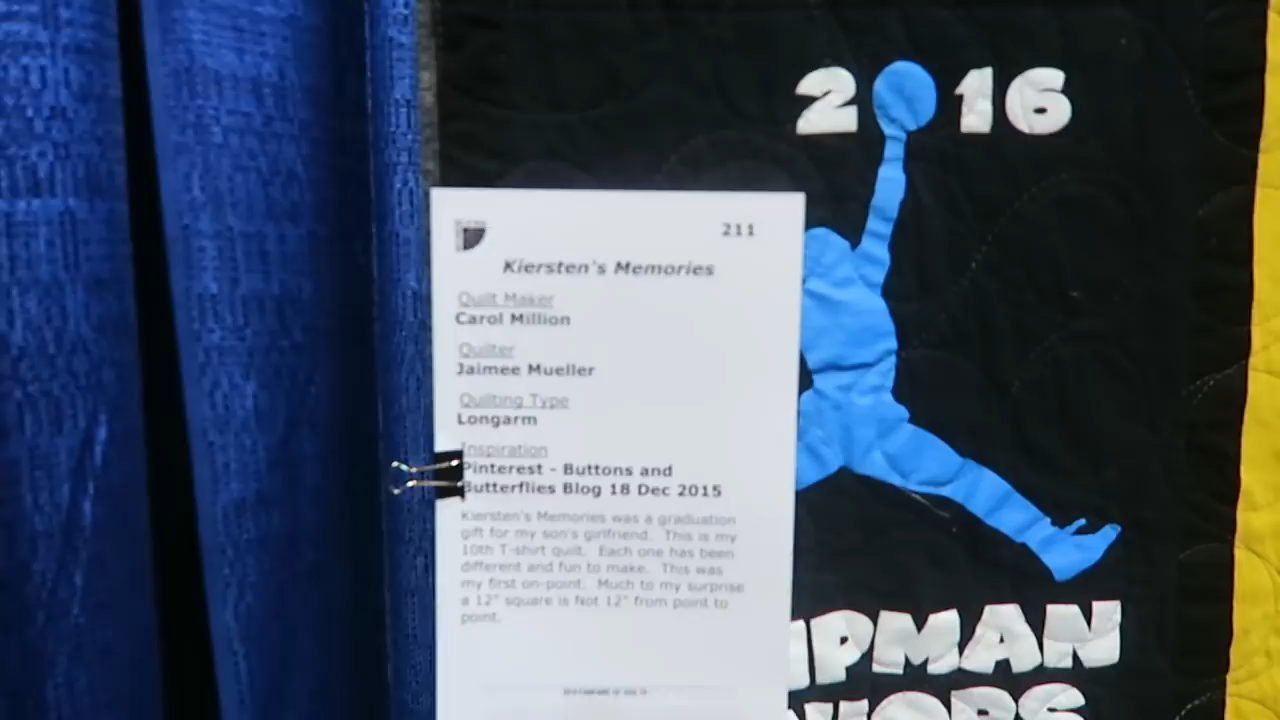 2 16
211
Kiersten's Memories
Quilt Maker
Carol Million
Quilter
Jaimee Mueller
Quilting Type
Longarm
Inspiration
Pinterest - Buttons and
Butterflies Blog 18 Dec 2015
Kiersten's Memories was a graduation
gift for my son's girlfriend. This is my
10th T-shirt quilt. Each one has been
different and fun to make. This was
my first on-point. Much to my surprise
a 12" square is Not 12" from point to
point.
PMAN